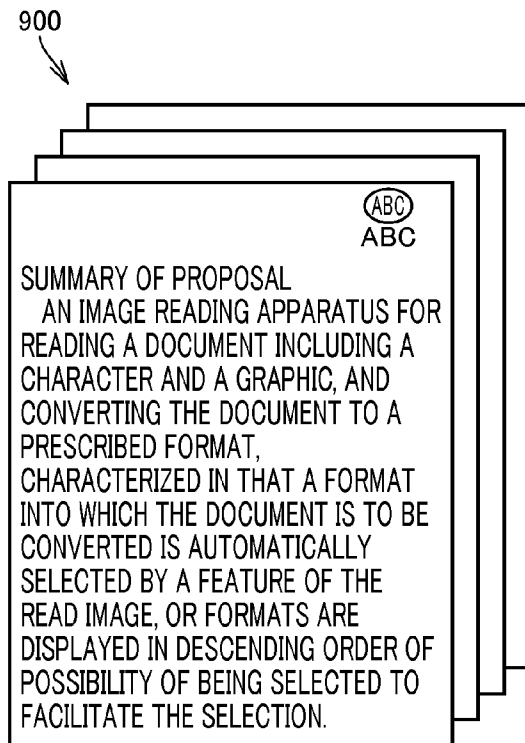 900
ABC
ABC
SUMMARY OF PROPOSAL
AN IMAGE READING APPARATUS FOR
READING A DOCUMENT INCLUDING A
CHARACTER AND A GRAPHIC, AND
CONVERTING THE DOCUMENT TO A
PRESCRIBED FORMAT,
CHARACTERIZED IN THAT A FORMAT
INTO WHICH THE DOCUMENT IS TO BE
CONVERTED IS AUTOMATICALLY
SELECTED BY A FEATURE OF THE
READ IMAGE, OR FORMATS ARE
DISPLAYED IN DESCENDING ORDER OF
POSSIBILITY OF BEING SELECTED TO
FACILITATE THE SELECTION.